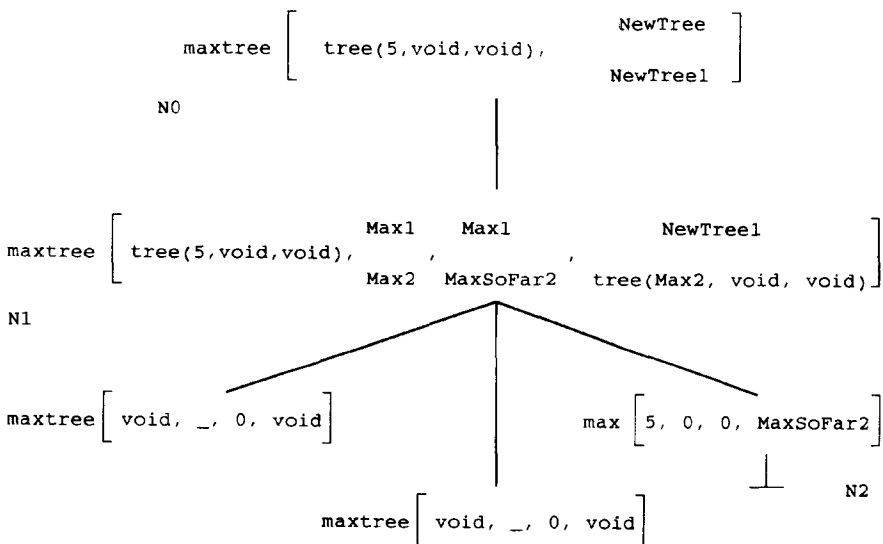 NewTree
maxtree [ tree(5,void,void),
NewTree1
N0
Max1 Max1 NewTree1
maxtree [ tree(5,void,void), , , ]
Max2 MaxSoFar2 tree(Max2, void, void)
N1
maxtree [ void, _, 0, void ]
max [ 5, 0, 0, MaxSoFar2 ]
N2
maxtree [ void, _, 0, void ]